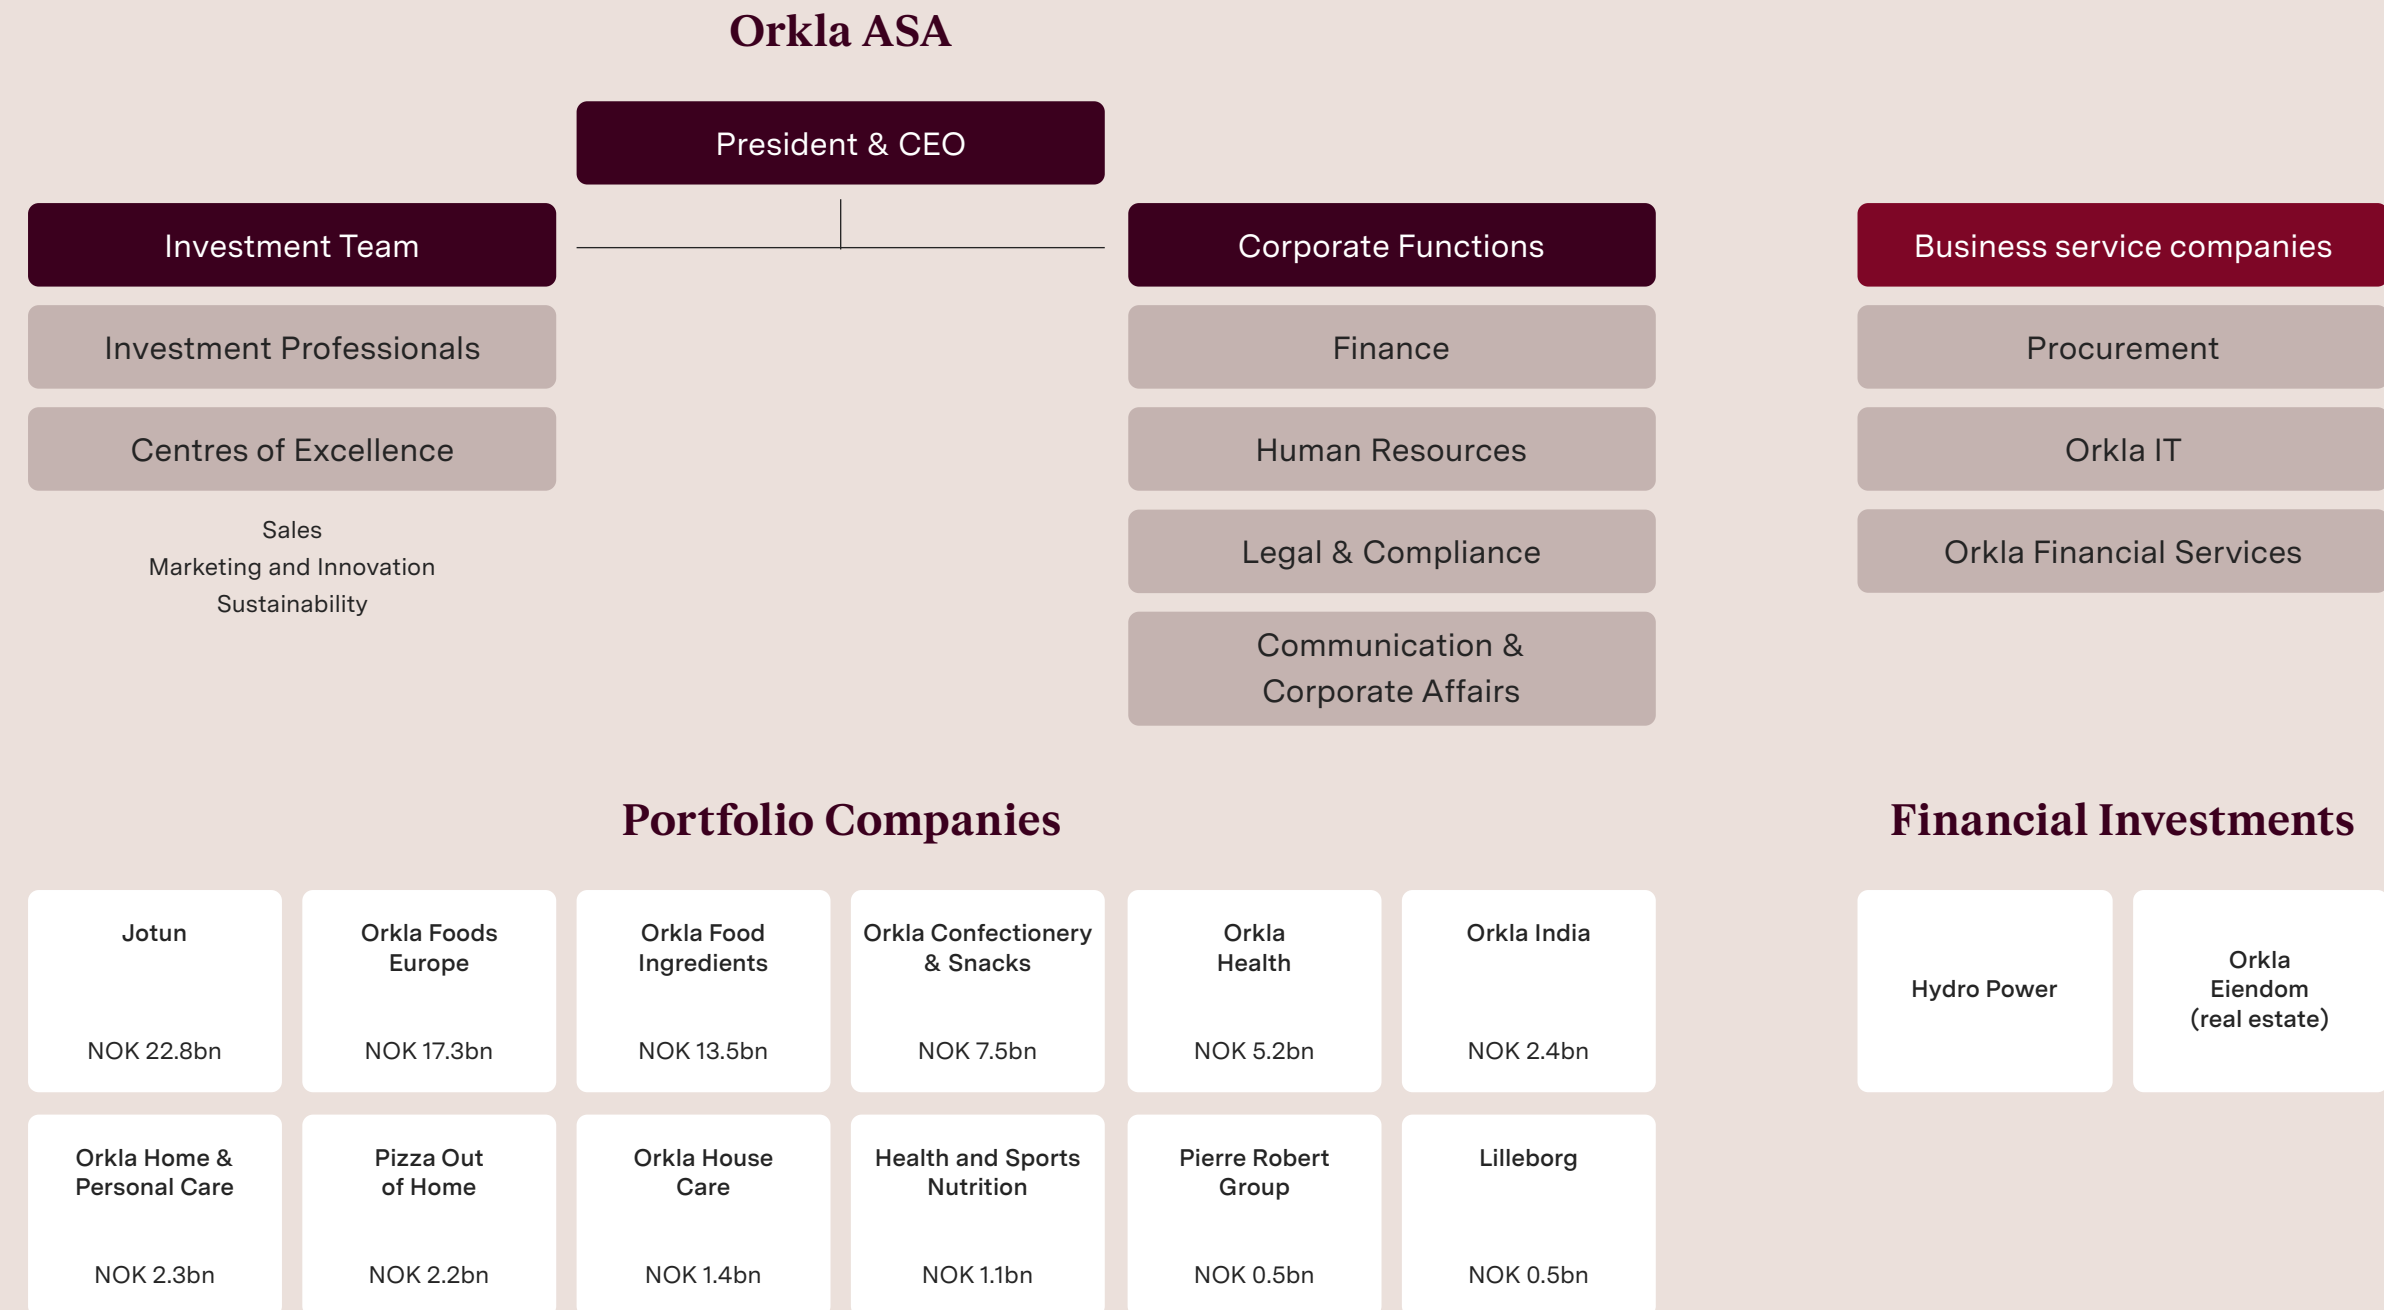 Orkla ASA
President & CEO
Investment Team
Investment Professionals
Centres of Excellence
Sales
Marketing and Innovation
Sustainability
Corporate Functions
Finance
Human Resources
Legal & Compliance
Communication &
Corporate Affairs
Business service companies
Procurement
Orkla IT
Orkla Financial Services
Portfolio Companies
Jotun
NOK 22.8bn
Orkla Foods
Europe
NOK 17.3bn
Orkla Food
Ingredients
NOK 13.5bn
Orkla Confectionery
& Snacks
NOK 7.5bn
Orkla
Health
NOK 5.2bn
Orkla India
NOK 2.4bn
Orkla Home &
Personal Care
NOK 2.3bn
Pizza Out
of Home
NOK 2.2bn
Orkla House
Care
NOK 1.4bn
Health and Sports
Nutrition
NOK 1.1bn
Pierre Robert
Group
NOK 0.5bn
Lilleborg
NOK 0.5bn
Financial Investments
Hydro Power
Orkla
Eiendom
(real estate)